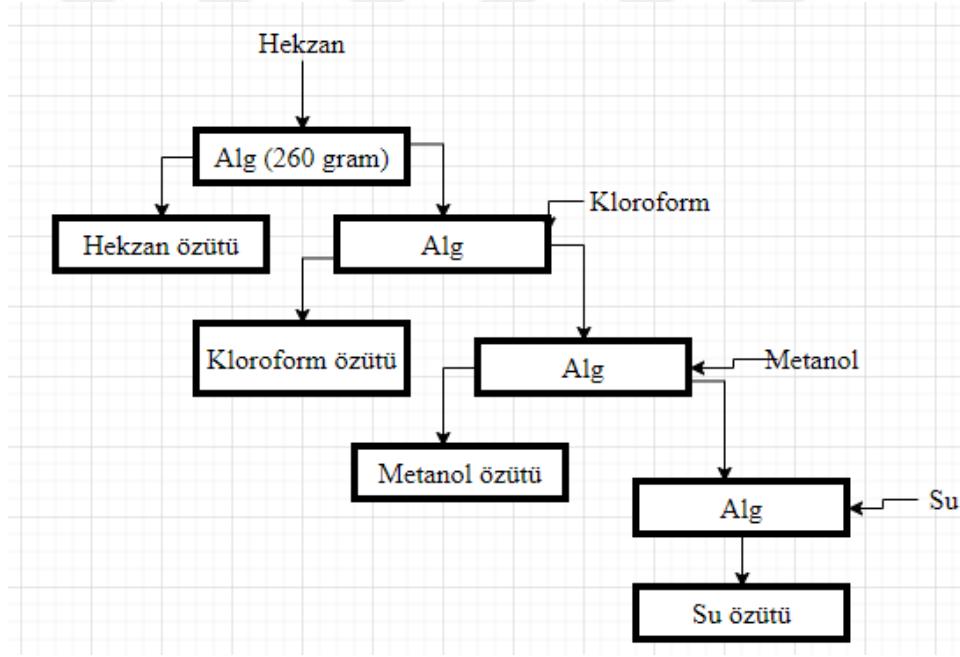 Hekzan
Alg (260 gram)
Kloroform
Hekzan özütü
Alg
Kloroform özütü
Alg
Metanol
Metanol özütü
Alg
Su
Su özütü